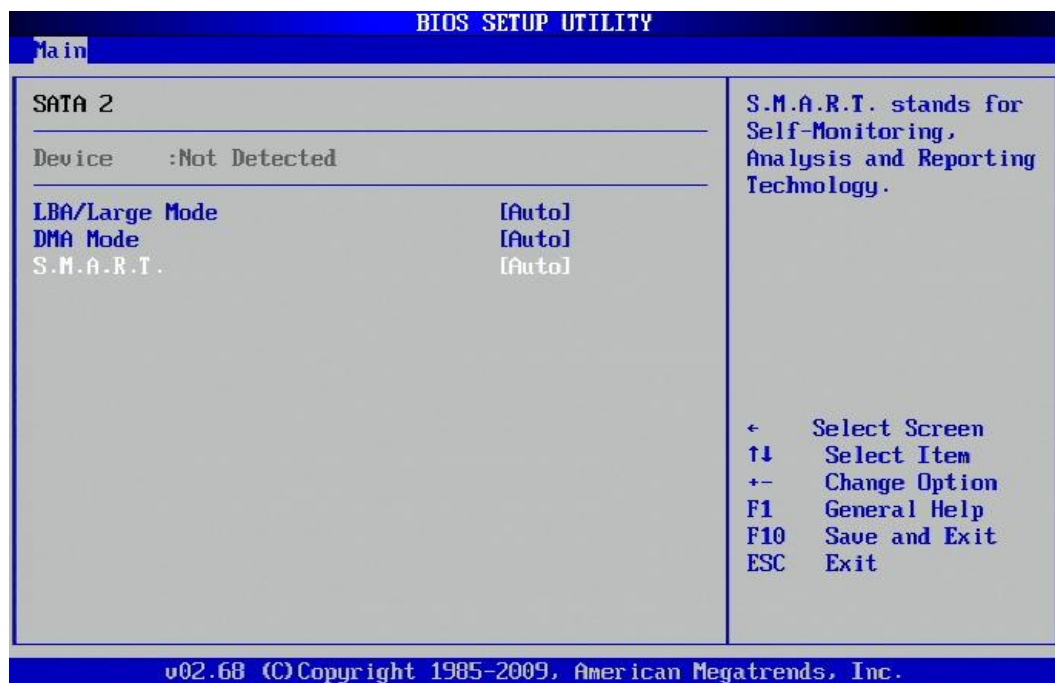 BIOS SETUP UTILITY
Main
SATA 2
Device :Not Detected
LBA/Large Mode [Auto]
DMA Mode [Auto]
S.M.A.R.T. [Auto]
S.M.A.R.T. stands for
Self-Monitoring,
Analysis and Reporting
Technology.
← Select Screen
↑↓ Select Item
+- Change Option
F1 General Help
F10 Save and Exit
ESC Exit
v02.68 (C)Copyright 1985-2009, American Megatrends, Inc.